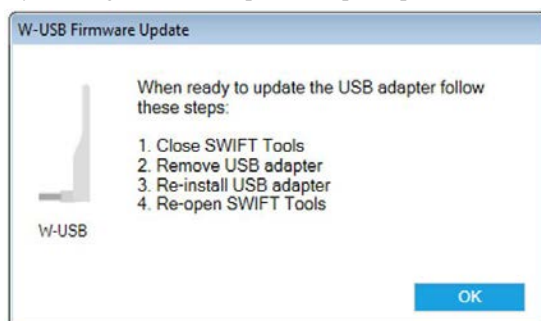 W-USB Firmware Update
When ready to update the USB adapter follow
these steps:
1. Close SWIFT Tools
2. Remove USB adapter
3. Re-install USB adapter
4. Re-open SWIFT Tools
W-USB
OK